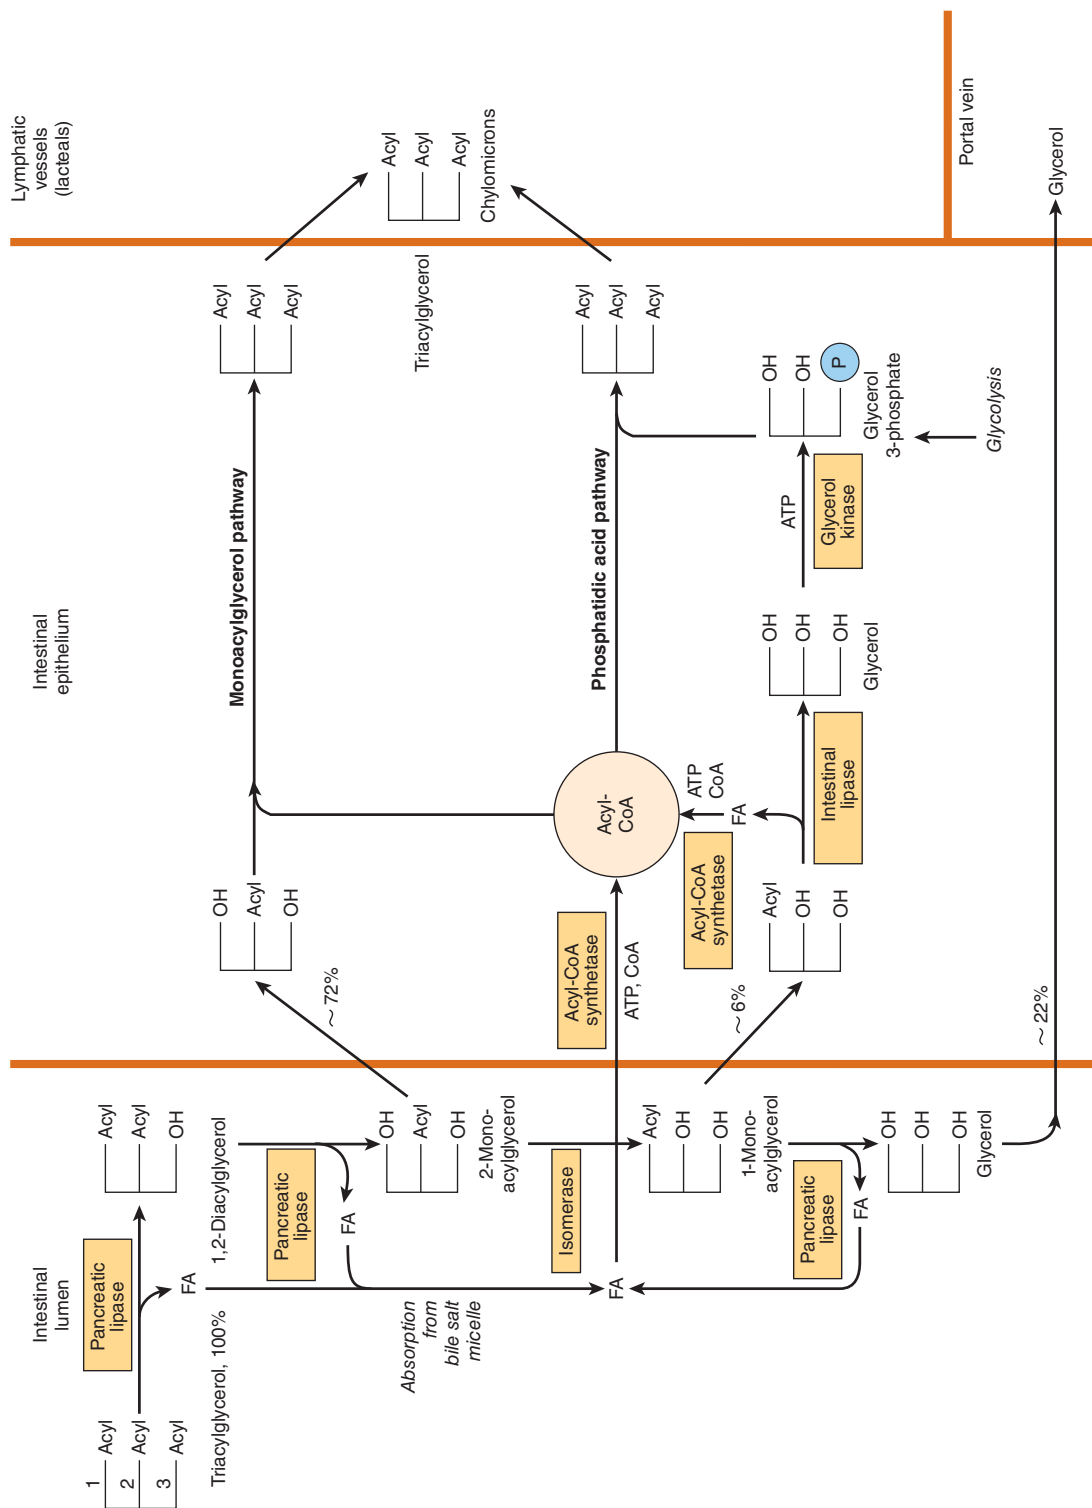 Intestinal
lumen
Intestinal
epithelium
Lymphatic
vessels
(lacteals)
1
Acyl
2
Acyl
3
Acyl
Triacylglycerol, 100%
Pancreatic
lipase
FA
Acyl
Acyl
OH
1,2-Diacylglycerol
Pancreatic
lipase
FA
Absorption
from
bile salt
micelle
OH
Acyl
OH
2-Mono-
acylglycerol
~ 72%
OH
Acyl
OH
Monoacylglycerol pathway
Acyl
Acyl
Acyl
Triacylglycerol
Acyl
Acyl
Acyl
Chylomicrons
Isomerase
FA
Acyl-CoA
synthetase
ATP, CoA
Acyl-
CoA
Phosphatidic acid pathway
Acyl
Acyl
Acyl
Acyl
OH
OH
1-Mono-
acylglycerol
~ 6%
Acyl-CoA
synthetase
ATP
CoA
FA
Acyl
OH
OH
Intestinal
lipase
OH
OH
OH
Glycerol
ATP
Glycerol
kinase
OH
OH
P
Glycerol
3-phosphate
Glycolysis
Pancreatic
lipase
FA
OH
OH
OH
Glycerol
~ 22%
Portal vein
Glycerol